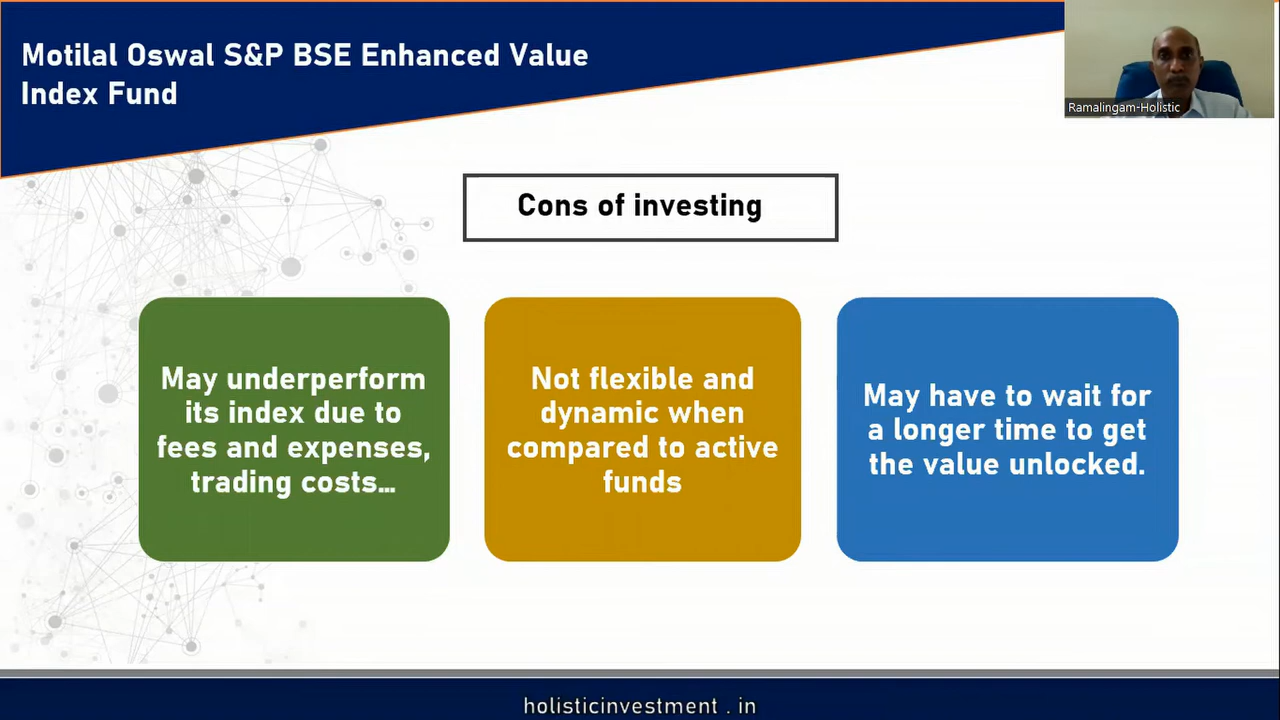 Motilal Oswal S&P BSE Enhanced Value
Index Fund
Ramalingam-Holistic
Cons of investing
May underperform
its index due to
fees and expenses,
trading costs...
Not flexible and
dynamic when
compared to active
funds
May have to wait for
a longer time to get
the value unlocked.
holisticinvestment . in